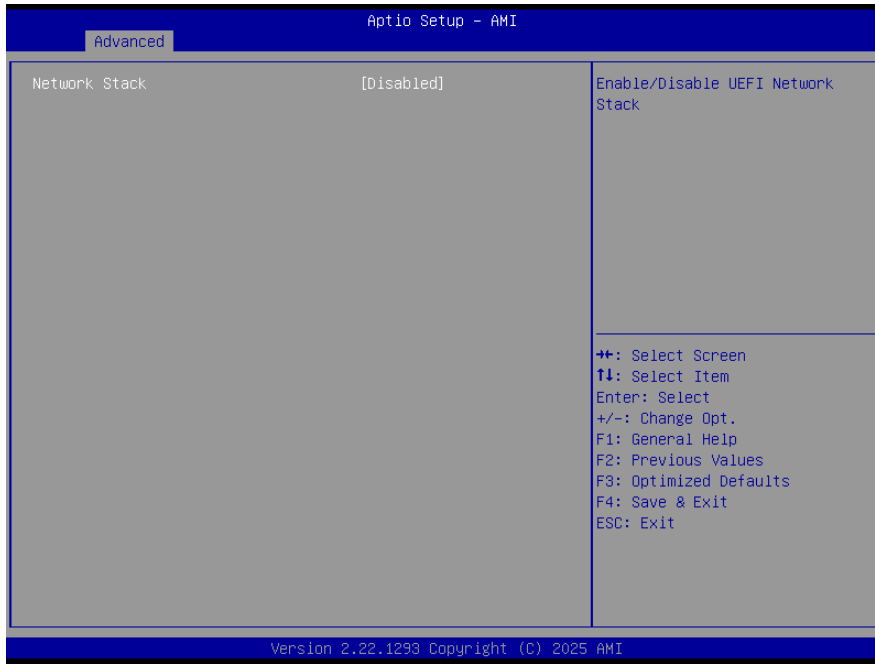 Aptio Setup – AMI
Advanced
Network Stack [Disabled]
Enable/Disable UEFI Network
Stack
→←: Select Screen
↑↓: Select Item
Enter: Select
+/-: Change Opt.
F1: General Help
F2: Previous Values
F3: Optimized Defaults
F4: Save & Exit
ESC: Exit
Version 2.22.1293 Copyright (C) 2025 AMI